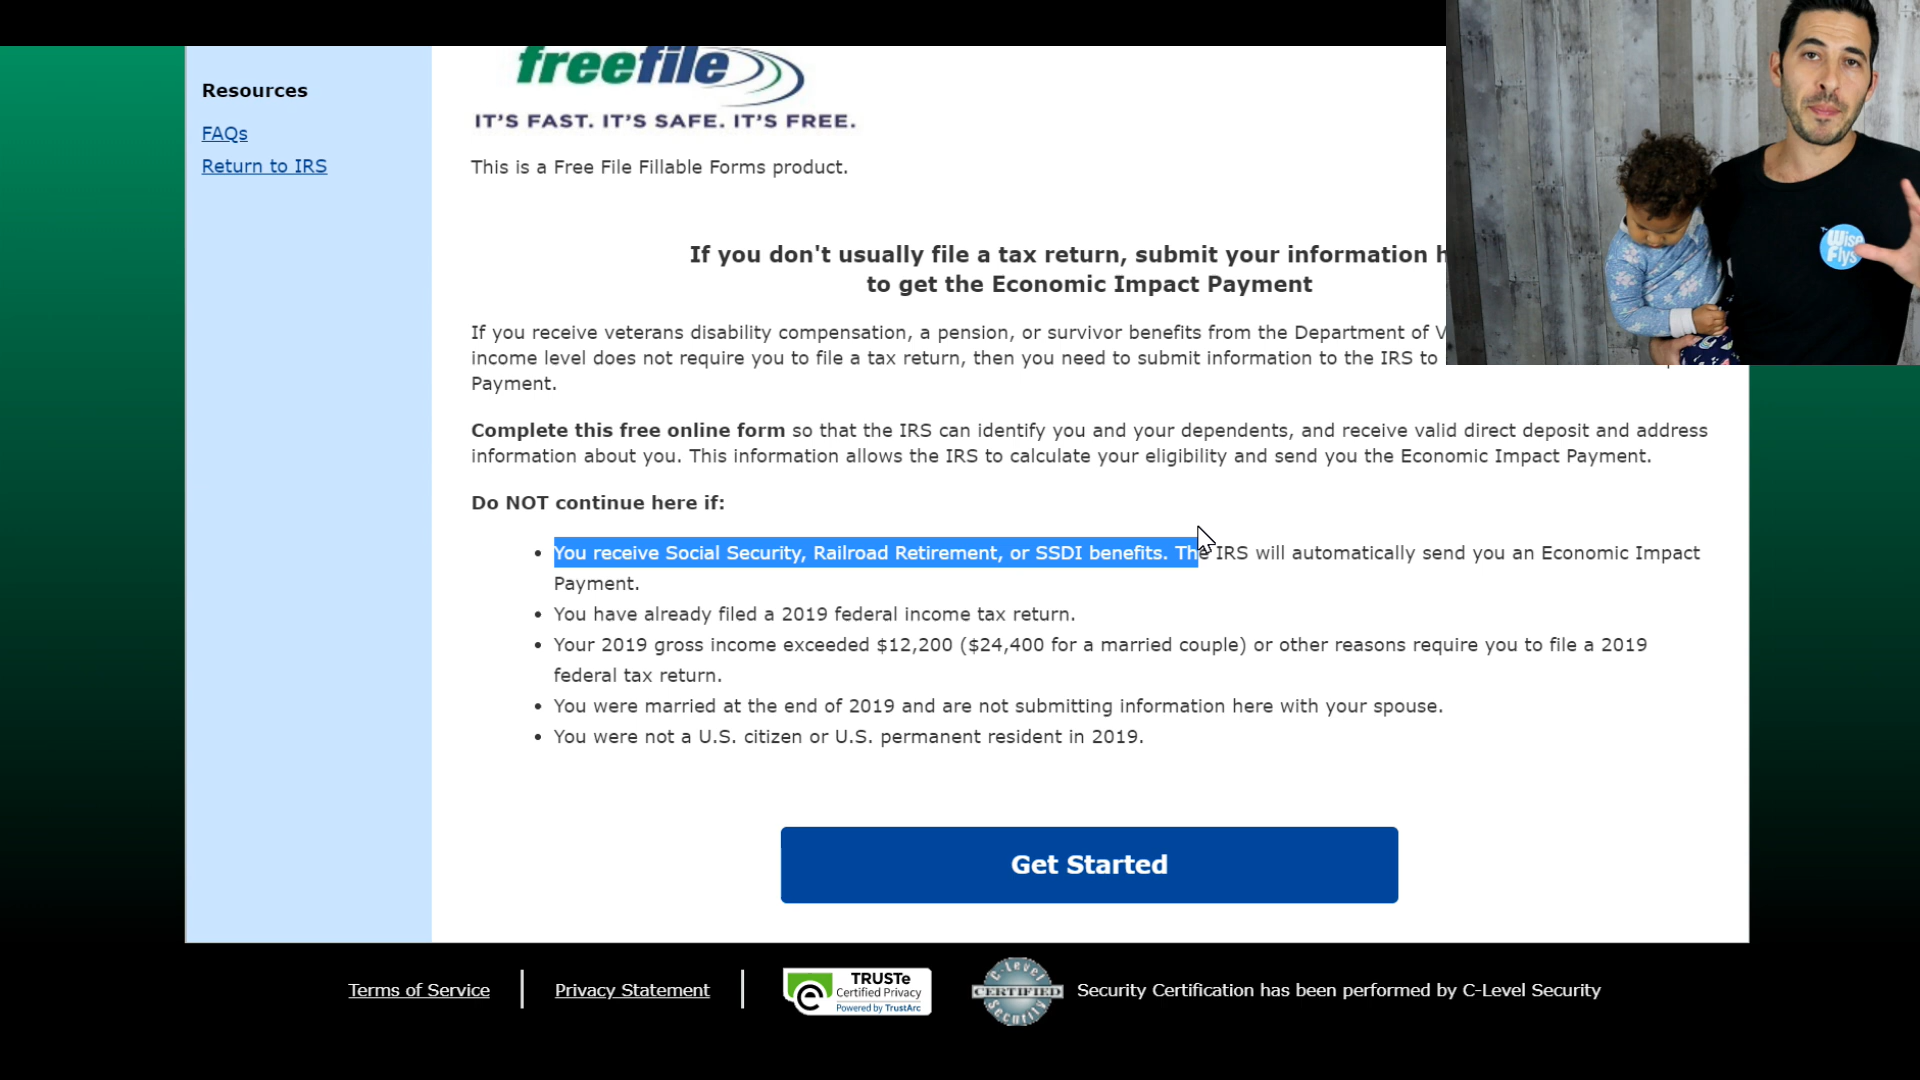 Resources
FAQs
Return to IRS
freefile
IT'S FAST. IT'S SAFE. IT'S FREE.
This is a Free File Fillable Forms product.
If you don't usually file a tax return, submit your information
to get the Economic Impact Payment
If you receive veterans disability compensation, a pension, or survivor benefits from the Department of
income level does not require you to file a tax return, then you need to submit information to the IRS to
Payment.
Complete this free online form so that the IRS can identify you and your dependents, and receive valid direct deposit and address
information about you. This information allows the IRS to calculate your eligibility and send you the Economic Impact Payment.
Do NOT continue here if:
• You receive Social Security, Railroad Retirement, or SSDI benefits. The IRS will automatically send you an Economic Impact
Payment.
• You have already filed a 2019 federal income tax return.
• Your 2019 gross income exceeded $12,200 ($24,400 for a married couple) or other reasons require you to file a 2019
federal tax return.
• You were married at the end of 2019 and are not submitting information here with your spouse.
• You were not a U.S. citizen or U.S. permanent resident in 2019.
Get Started
Terms of Service
Privacy Statement
TRUSTe
Certified Privacy
Powered by TrustArc
C-Level
CERTIFIED
Security
Security Certification has been performed by C-Level Security
Wise
Flys